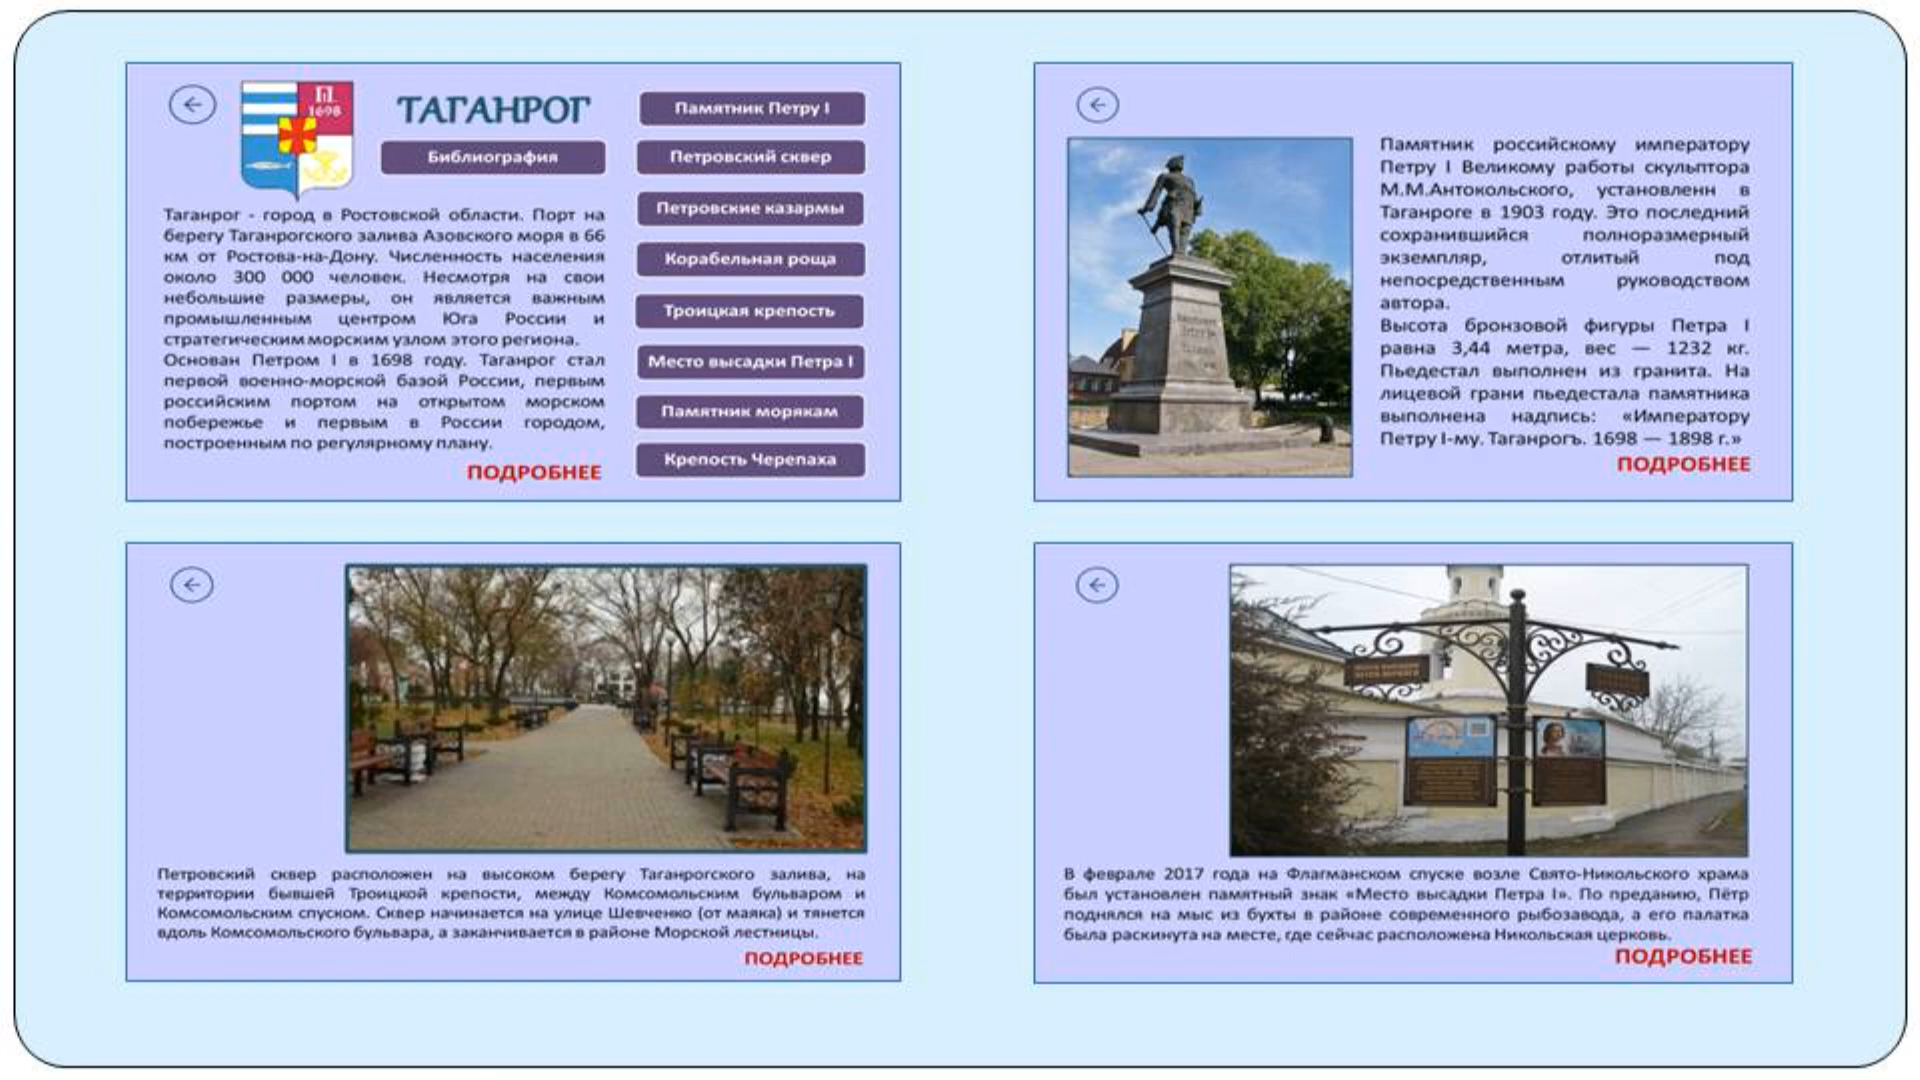 1698
ТАГАНРОГ
Библиография
Таганрог - город в Ростовской области. Порт на
берегу Таганрогского залива Азовского моря в 66
км от Ростова-на-Дону. Численность населения
около 300 000 человек. Несмотря на свои
небольшие размеры, он является важным
промышленным центром Юга России и
стратегическим морским узлом этого региона.
Основан Петром I в 1698 году. Таганрог стал
первой военно-морской базой России, первым
российским портом на открытом морском
побережье и первым в России городом,
построенным по регулярному плану.
ПОДРОБНЕЕ
Памятник Петру I
Петровский сквер
Петровские казармы
Корабельная роща
Троицкая крепость
Место высадки Петра I
Памятник морякам
Крепость Черепаха
Памятник российскому императору
Петру I Великому работы скульптора
М.М.Антокольского, установленн в
Таганроге в 1903 году. Это последний
сохранившийся полноразмерный
экземпляр, отлитый под
непосредственным руководством
автора.
Высота бронзовой фигуры Петра I
равна 3,44 метра, вес — 1232 кг.
Пьедестал выполнен из гранита. На
лицевой грани пьедестала памятника
выполнена надпись: «Императору
Петру I-му. Таганрогъ. 1698 — 1898 г.»
ПОДРОБНЕЕ
Петровский сквер расположен на высоком берегу Таганрогского залива, на
территории бывшей Троицкой крепости, между Комсомольским бульваром и
Комсомольским спуском. Сквер начинается на улице Шевченко (от маяка) и тянется
вдоль Комсомольского бульвара, а заканчивается в районе Морской лестницы.
ПОДРОБНЕЕ
В феврале 2017 года на Флагманском спуске возле Свято-Никольского храма
был установлен памятный знак «Место высадки Петра I». По преданию, Пётр
поднялся на мыс из бухты в районе современного рыбозавода, а его палатка
была раскинута на месте, где сейчас расположена Никольская церковь.
ПОДРОБНЕЕ